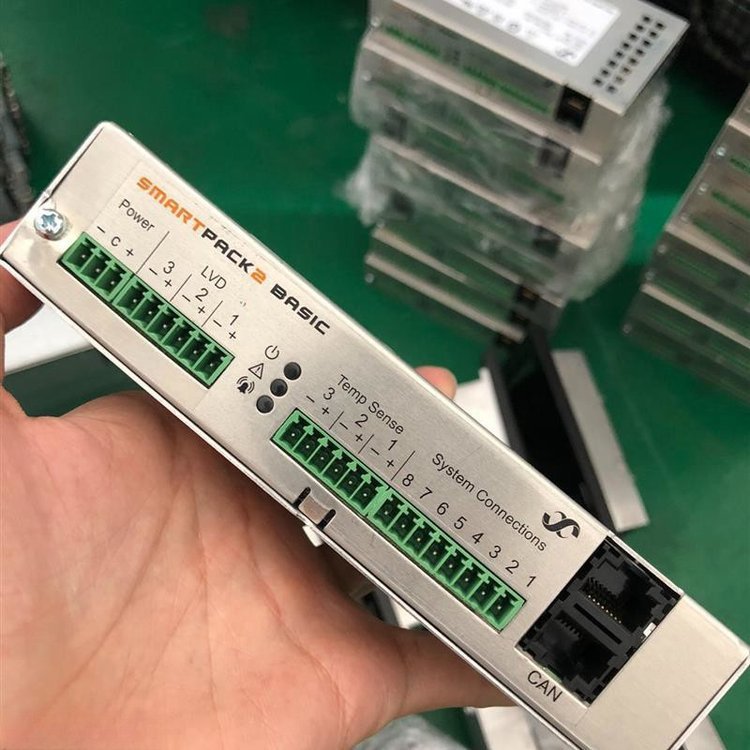 SMARTPACK2 BASIC
Power
LVD
- C +
3
2
1
- +
- +
- +
Temp Sense
System Connections
3
2
1
- +
- +
- +
8 7 6 5 4 3 2 1
CAN